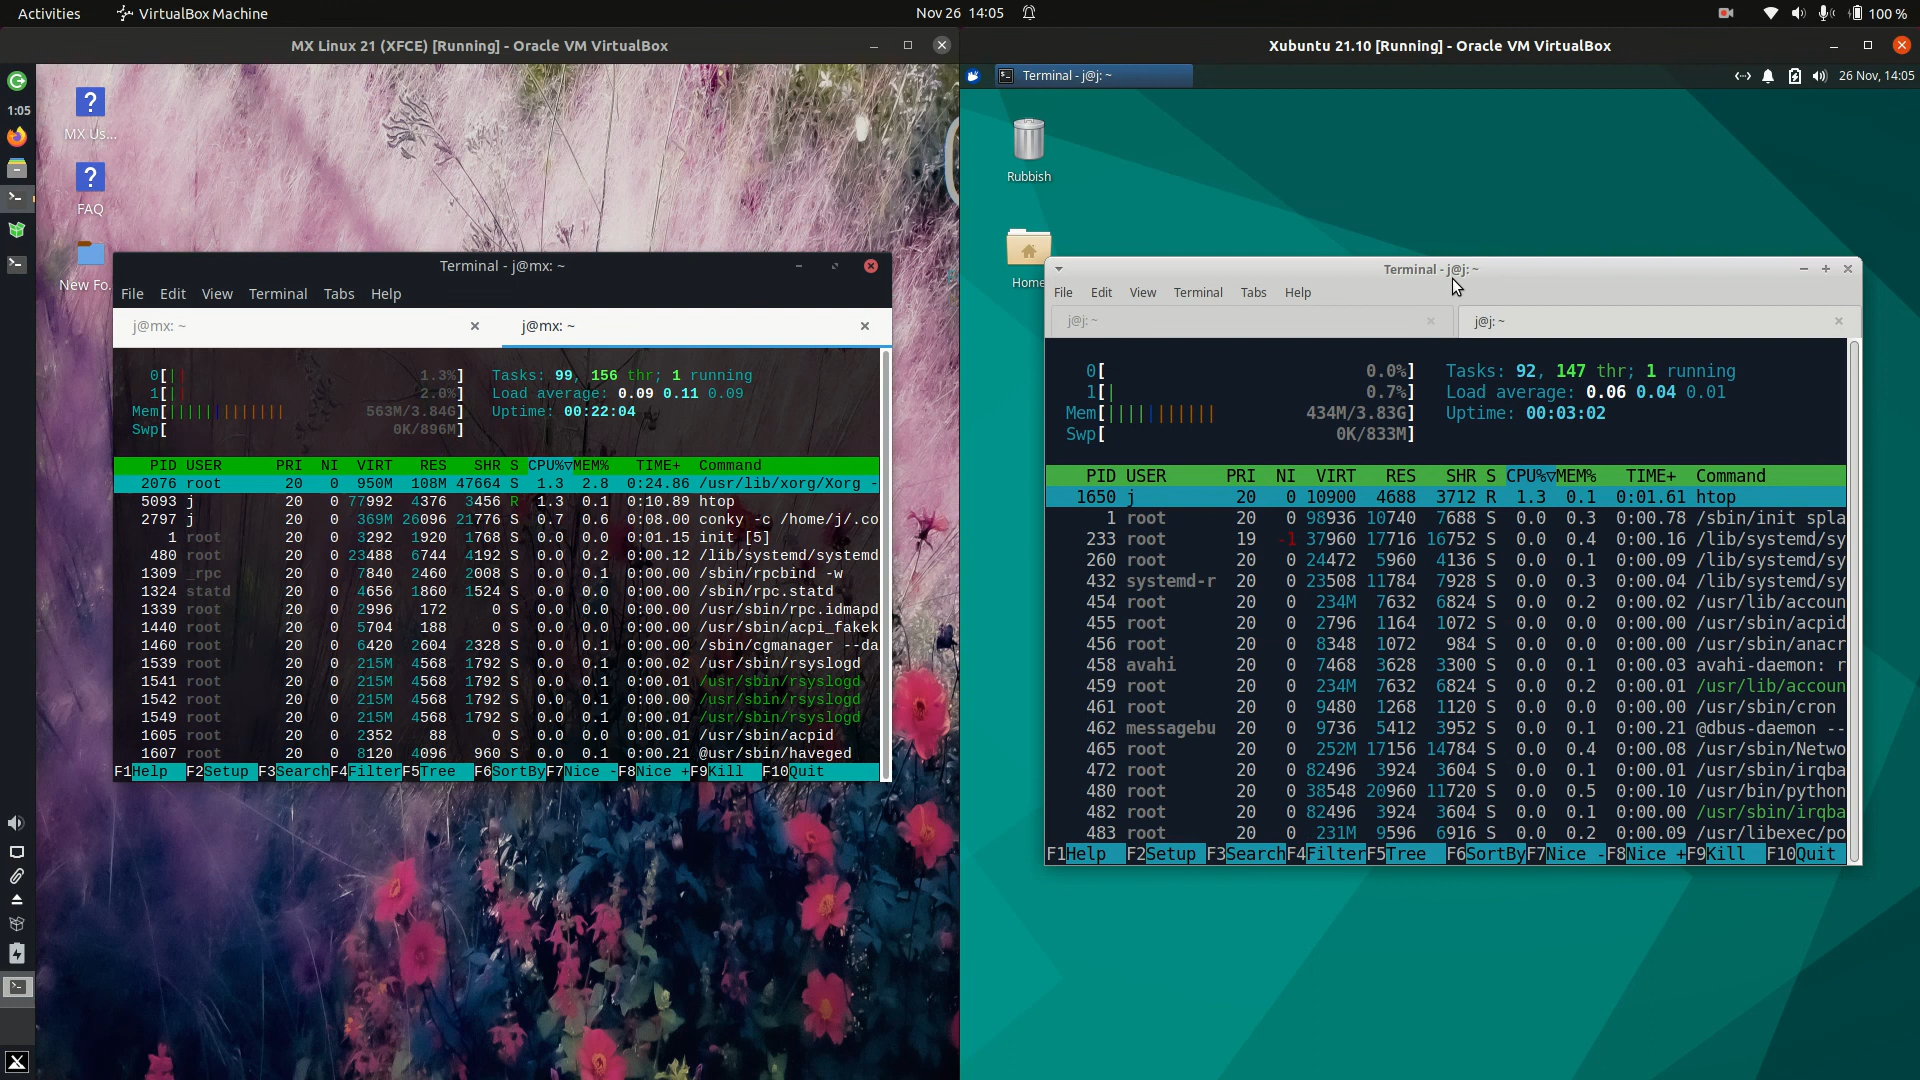 Activities VirtualBox Machine Nov 26 14:05 100 %
MX Linux 21 (XFCE) [Running] - Oracle VM VirtualBox
1:05
MX Us...
FAQ
New Fo...
Terminal - j@mx: ~
File Edit View Terminal Tabs Help
j@mx: ~ j@mx: ~
0[|| 1.3%] Tasks: 99, 156 thr; 1 running
1[|| 2.0%] Load average: 0.09 0.11 0.09
Mem[||||||||||||| 563M/3.84G] Uptime: 00:22:04
Swp[ 0K/896M]
PID USER PRI NI VIRT RES SHR S CPU%▽MEM% TIME+ Command
2076 root 20 0 950M 108M 47664 S 1.3 2.8 0:24.86 /usr/lib/xorg/Xorg -
5093 j 20 0 77992 4376 3456 R 1.3 0.1 0:10.89 htop
2797 j 20 0 369M 26096 21776 S 0.7 0.6 0:08.00 conky -c /home/j/.co
1 root 20 0 3292 1920 1768 S 0.0 0.0 0:01.15 init [5]
480 root 20 0 23488 6744 4192 S 0.0 0.2 0:00.12 /lib/systemd/systemd
1309 _rpc 20 0 7840 2460 2008 S 0.0 0.1 0:00.00 /sbin/rpcbind -w
1324 statd 20 0 4656 1860 1524 S 0.0 0.0 0:00.00 /sbin/rpc.statd
1339 root 20 0 2996 172 0 S 0.0 0.0 0:00.00 /usr/sbin/rpc.idmapd
1440 root 20 0 5704 188 0 S 0.0 0.0 0:00.00 /usr/sbin/acpi_fakek
1460 root 20 0 6420 2604 2328 S 0.0 0.1 0:00.00 /sbin/cgmanager --da
1539 root 20 0 215M 4568 1792 S 0.0 0.1 0:00.02 /usr/sbin/rsyslogd
1541 root 20 0 215M 4568 1792 S 0.0 0.1 0:00.01 /usr/sbin/rsyslogd
1542 root 20 0 215M 4568 1792 S 0.0 0.1 0:00.00 /usr/sbin/rsyslogd
1549 root 20 0 215M 4568 1792 S 0.0 0.1 0:00.01 /usr/sbin/rsyslogd
1605 root 20 0 2352 88 0 S 0.0 0.0 0:00.01 /usr/sbin/acpid
1607 root 20 0 8120 4096 960 S 0.0 0.1 0:00.21 @usr/sbin/haveged
F1Help F2Setup F3SearchF4FilterF5Tree F6SortByF7Nice -F8Nice +F9Kill F10Quit
Xubuntu 21.10 [Running] - Oracle VM VirtualBox
Terminal - j@j: ~ 26 Nov, 14:05
Rubbish
Home
Terminal - j@j: ~
File Edit View Terminal Tabs Help
j@j: ~ j@j: ~
0[ 0.0%] Tasks: 92, 147 thr; 1 running
1[| 0.7%] Load average: 0.06 0.04 0.01
Mem[||||||||||| 434M/3.83G] Uptime: 00:03:02
Swp[ 0K/833M]
PID USER PRI NI VIRT RES SHR S CPU%▽MEM% TIME+ Command
1650 j 20 0 10900 4688 3712 R 1.3 0.1 0:01.61 htop
1 root 20 0 98936 10740 7688 S 0.0 0.3 0:00.78 /sbin/init spla
233 root 19 -1 37960 17716 16752 S 0.0 0.4 0:00.16 /lib/systemd/sy
260 root 20 0 24472 5960 4136 S 0.0 0.1 0:00.09 /lib/systemd/sy
432 systemd-r 20 0 23508 11784 7928 S 0.0 0.3 0:00.04 /lib/systemd/sy
454 root 20 0 234M 7632 6824 S 0.0 0.2 0:00.02 /usr/lib/accoun
455 root 20 0 2796 1164 1072 S 0.0 0.0 0:00.00 /usr/sbin/acpid
456 root 20 0 8348 1072 984 S 0.0 0.0 0:00.00 /usr/sbin/anacr
458 avahi 20 0 7468 3628 3300 S 0.0 0.1 0:00.03 avahi-daemon: r
459 root 20 0 234M 7632 6824 S 0.0 0.2 0:00.01 /usr/lib/accoun
461 root 20 0 9480 1268 1120 S 0.0 0.0 0:00.00 /usr/sbin/cron
462 messagebu 20 0 9736 5412 3952 S 0.0 0.1 0:00.21 @dbus-daemon --
465 root 20 0 252M 17156 14784 S 0.0 0.4 0:00.08 /usr/sbin/Netwo
472 root 20 0 82496 3924 3604 S 0.0 0.1 0:00.01 /usr/sbin/irqba
480 root 20 0 38548 20960 11720 S 0.0 0.5 0:00.10 /usr/bin/python
482 root 20 0 82496 3924 3604 S 0.0 0.1 0:00.00 /usr/sbin/irqba
483 root 20 0 231M 9596 6916 S 0.0 0.2 0:00.09 /usr/libexec/po
F1Help F2Setup F3SearchF4FilterF5Tree F6SortByF7Nice -F8Nice +F9Kill F10Quit